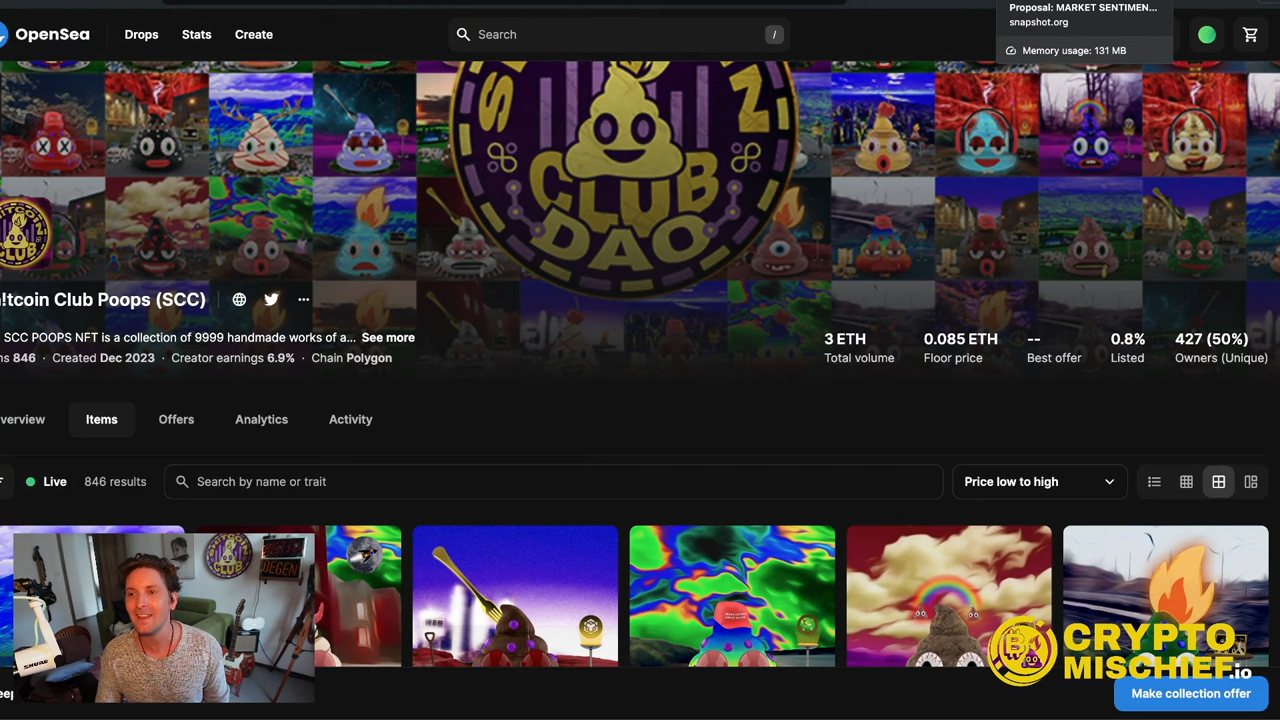 Proposal: MARKET SENTIMEN...
snapshot.org
Memory usage: 131 MB
OpenSea
Drops
Stats
Create
Search
/
CLUB
DAO
!tcoin Club Poops (SCC)
SCC POOPS NFT is a collection of 9999 handmade works of a... See more
846 · Created Dec 2023 · Creator earnings 6.9% · Chain Polygon
3 ETH
Total volume
0.085 ETH
Floor price
--
Best offer
0.8%
Listed
427 (50%)
Owners (Unique)
verview
Items
Offers
Analytics
Activity
Live
846 results
Search by name or trait
Price low to high
SHURE
CLUB
DEGEN
CRYPTO
MISCHIEF.io
Make collection offer